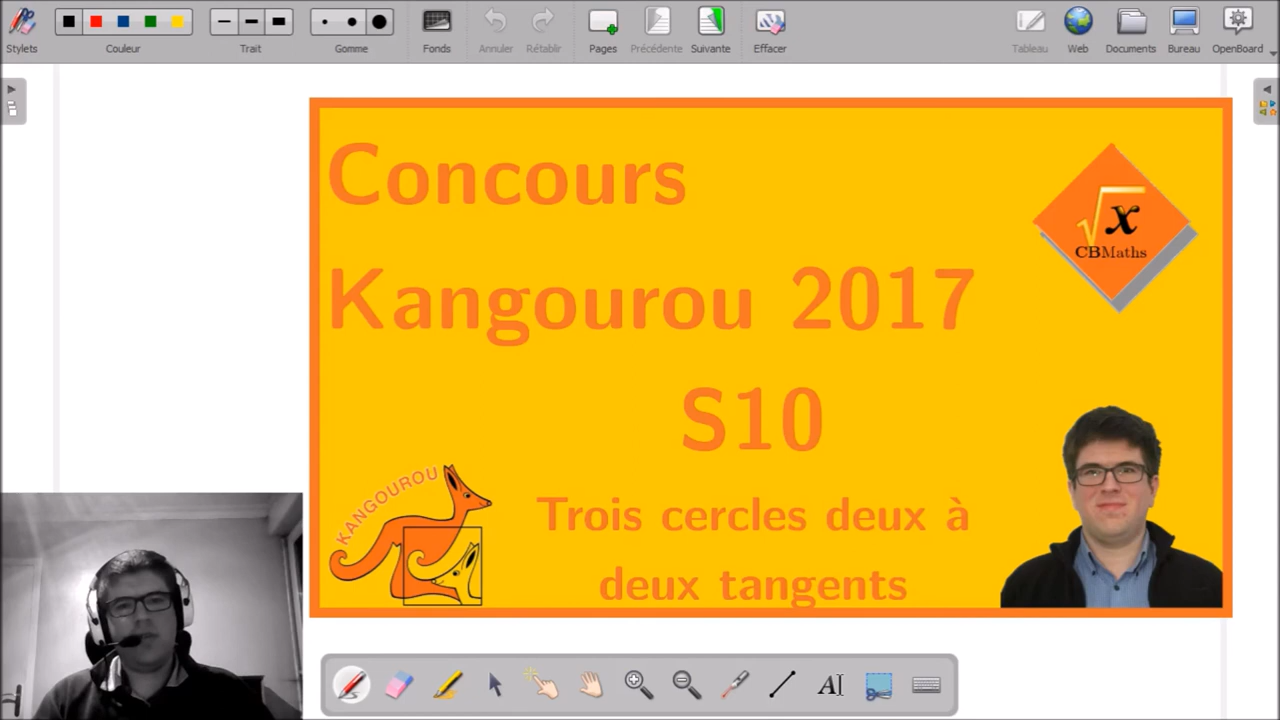 Stylets
Couleur
Trait
Gomme
Fonds
Annuler
Rétablir
Pages
Précédente
Suivante
Effacer
Tableau
Web
Documents
Bureau
OpenBoard
Concours
Kangourou 2017
S10
Trois cercles deux à
deux tangents
√x
CBMaths
KANGOUROU
AI